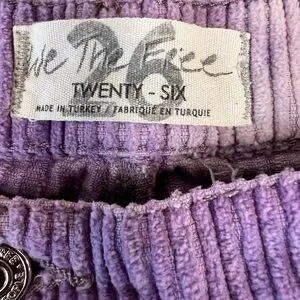 We The Free
26
TWENTY - SIX
MADE IN TURKEY / FABRIQUÉ EN TURQUIE